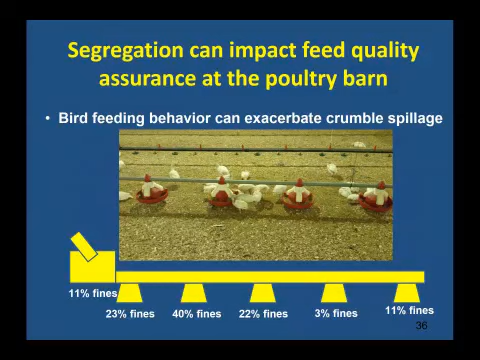 Segregation can impact feed quality
assurance at the poultry barn
• Bird feeding behavior can exacerbate crumble spillage
11% fines
23% fines
40% fines
22% fines
3% fines
11% fines
36